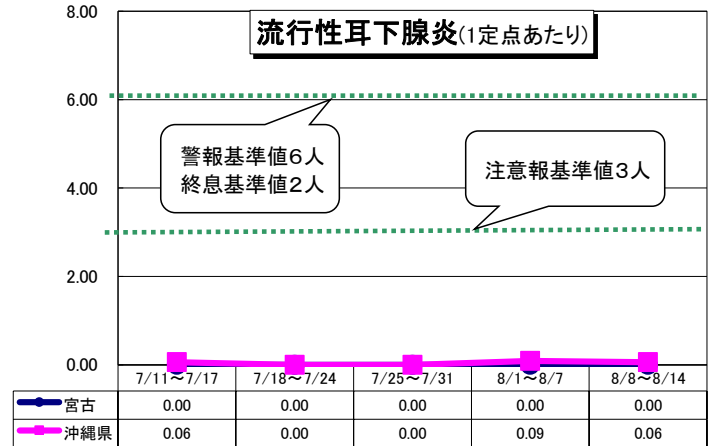 流行性耳下腺炎(1定点あたり)
8.00
6.00
4.00
2.00
0.00
警報基準値6人
終息基準値2人
注意報基準値3人
7/11～7/17 7/18～7/24 7/25～7/31 8/1～8/7 8/8～8/14
宮古 0.00 0.00 0.00 0.00 0.00
沖縄県 0.06 0.00 0.00 0.09 0.06